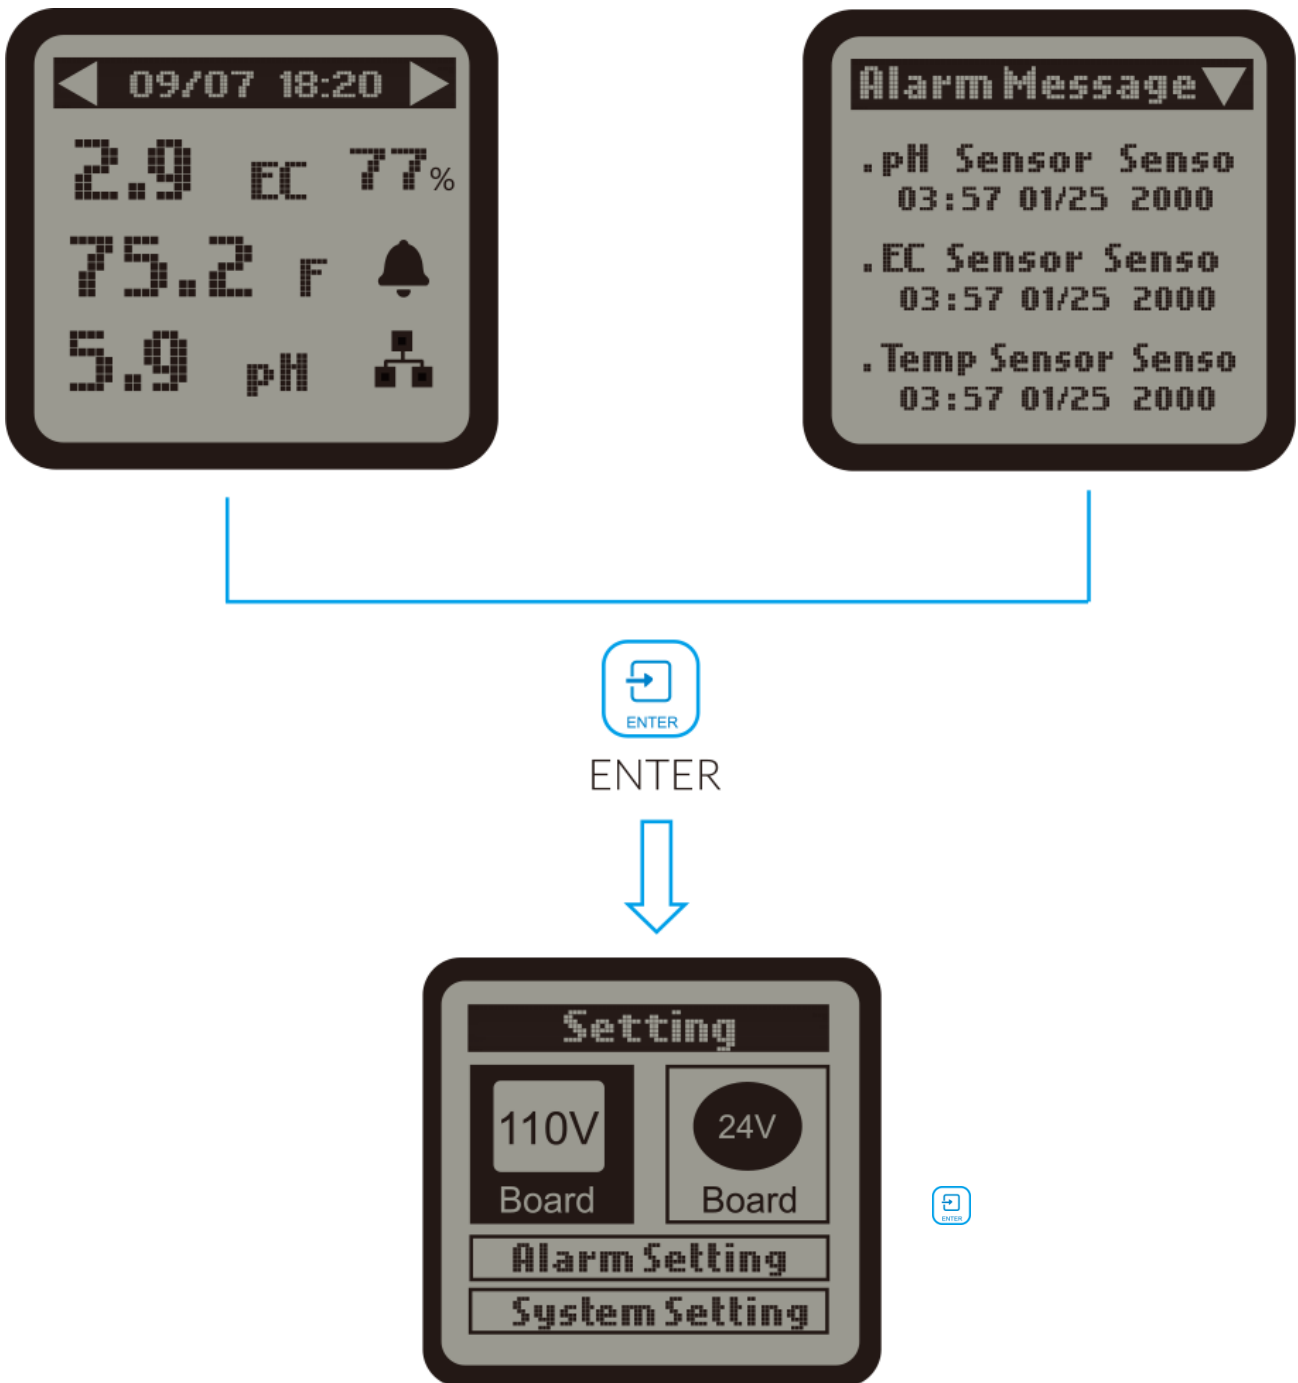 09/07 18:20
2.9 EC 77%
75.2 F
5.9 pH
Alarm Message
.pH Sensor Senso
03:57 01/25 2000
.EC Sensor Senso
03:57 01/25 2000
.Temp Sensor Senso
03:57 01/25 2000
ENTER
ENTER
Setting
110V 24V
Board Board
ENTER
Alarm Setting
System Setting